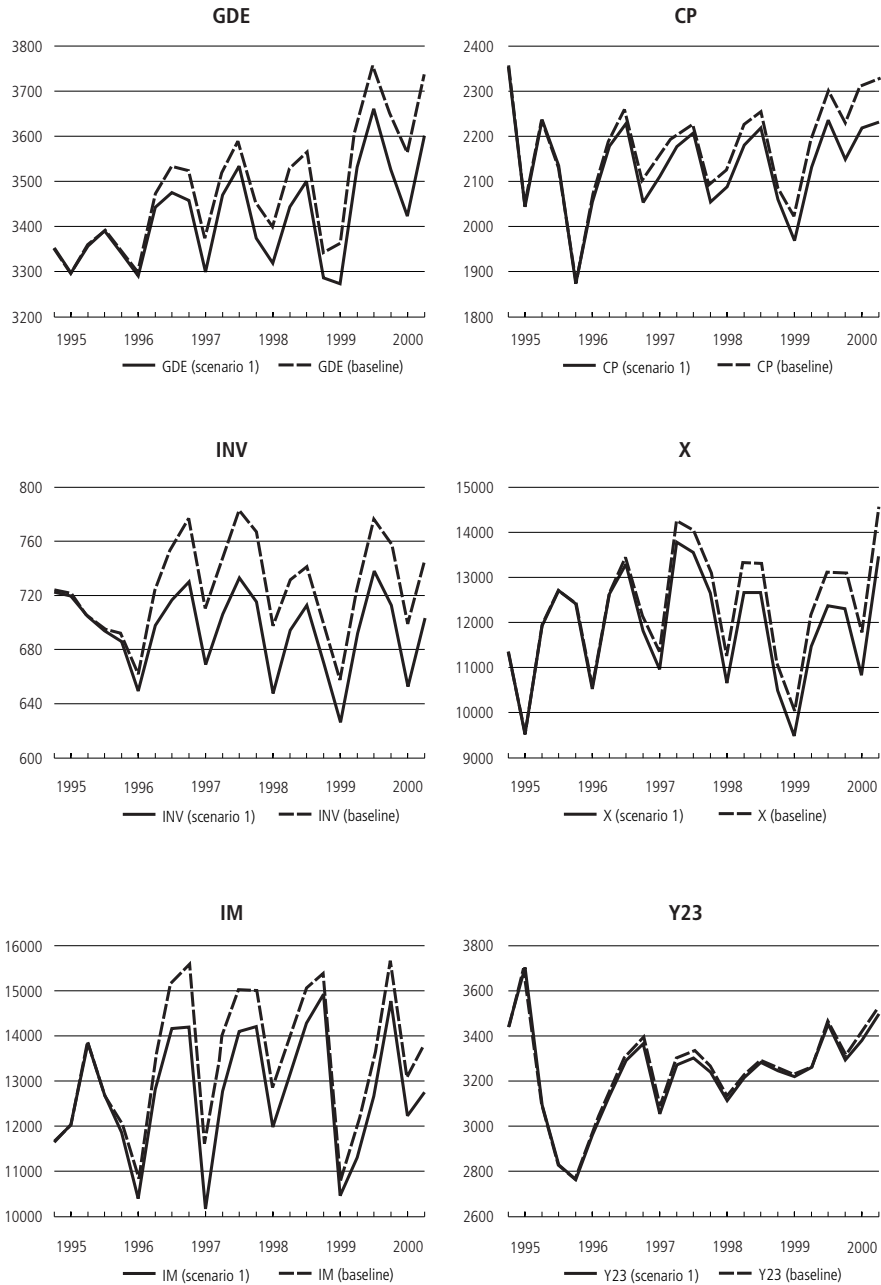 GDE
3800
3700
3600
3500
3400
3300
3200
1995 1996 1997 1998 1999 2000
GDE (scenario 1) GDE (baseline)
CP
2400
2300
2200
2100
2000
1900
1800
1995 1996 1997 1998 1999 2000
CP (scenario 1) CP (baseline)
INV
800
760
720
680
640
600
1995 1996 1997 1998 1999 2000
INV (scenario 1) INV (baseline)
X
15000
14000
13000
12000
11000
10000
9000
1995 1996 1997 1998 1999 2000
X (scenario 1) X (baseline)
IM
16000
15000
14000
13000
12000
11000
10000
1995 1996 1997 1998 1999 2000
IM (scenario 1) IM (baseline)
Y23
3800
3600
3400
3200
3000
2800
2600
1995 1996 1997 1998 1999 2000
Y23 (scenario 1) Y23 (baseline)